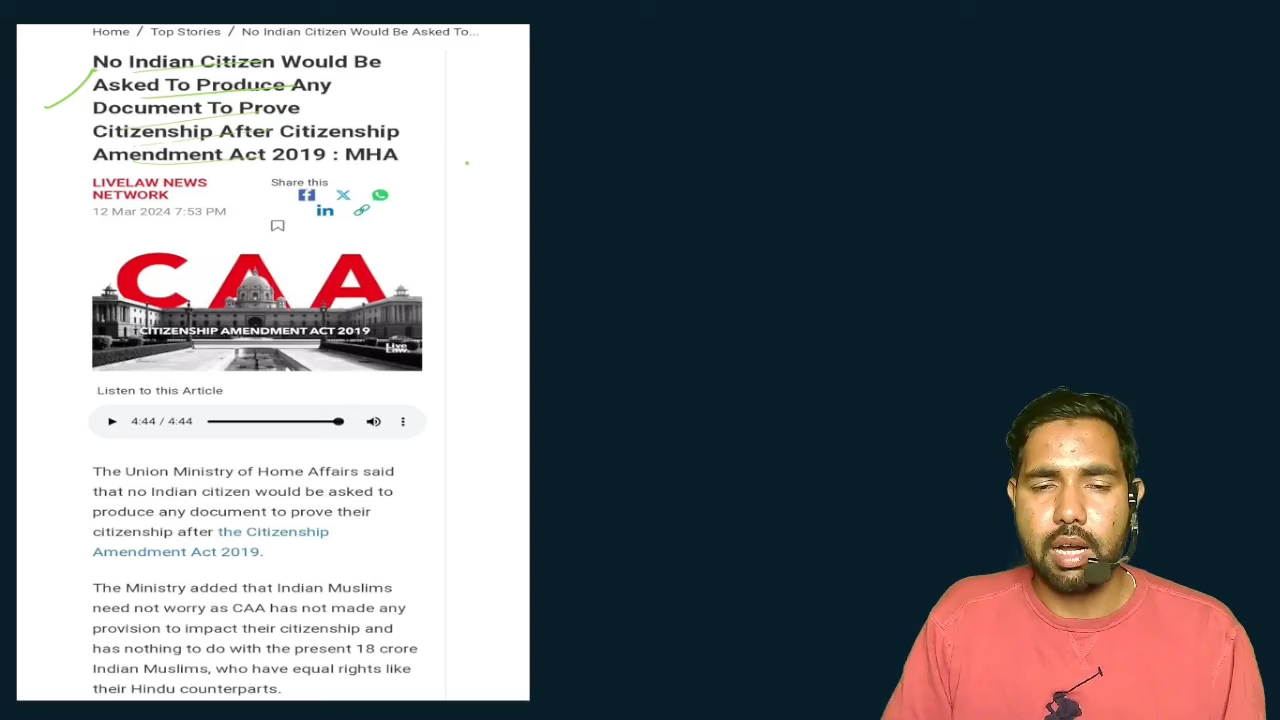 Home / Top Stories / No Indian Citizen Would Be Asked To...
No Indian Citizen Would Be
Asked To Produce Any
Document To Prove
Citizenship After Citizenship
Amendment Act 2019 : MHA
LIVELAW NEWS
NETWORK
12 Mar 2024 7:53 PM
Share this
CAA
CITIZENSHIP AMENDMENT ACT 2019
Live
Law
Listen to this Article
4:44 / 4:44
The Union Ministry of Home Affairs said
that no Indian citizen would be asked to
produce any document to prove their
citizenship after the Citizenship
Amendment Act 2019.
The Ministry added that Indian Muslims
need not worry as CAA has not made any
provision to impact their citizenship and
has nothing to do with the present 18 crore
Indian Muslims, who have equal rights like
their Hindu counterparts.